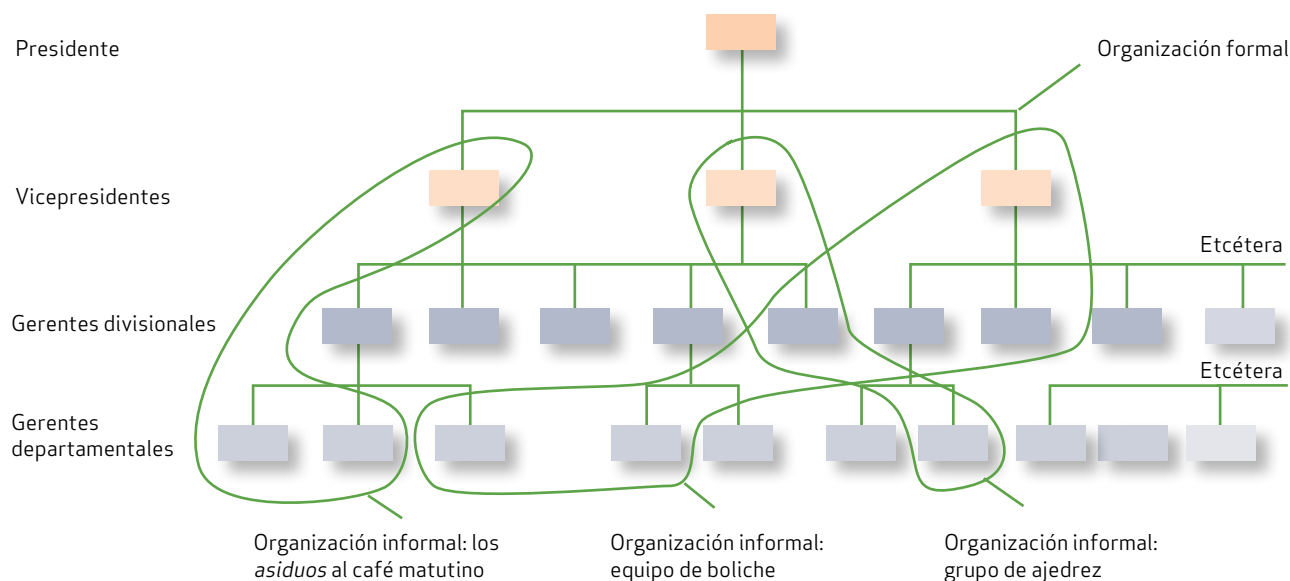 Presidente
Organización formal
Vicepresidentes
Etcétera
Gerentes divisionales
Etcétera
Gerentes
departamentales
Organización informal: los
asiduos al café matutino
Organización informal:
equipo de boliche
Organización informal:
grupo de ajedrez